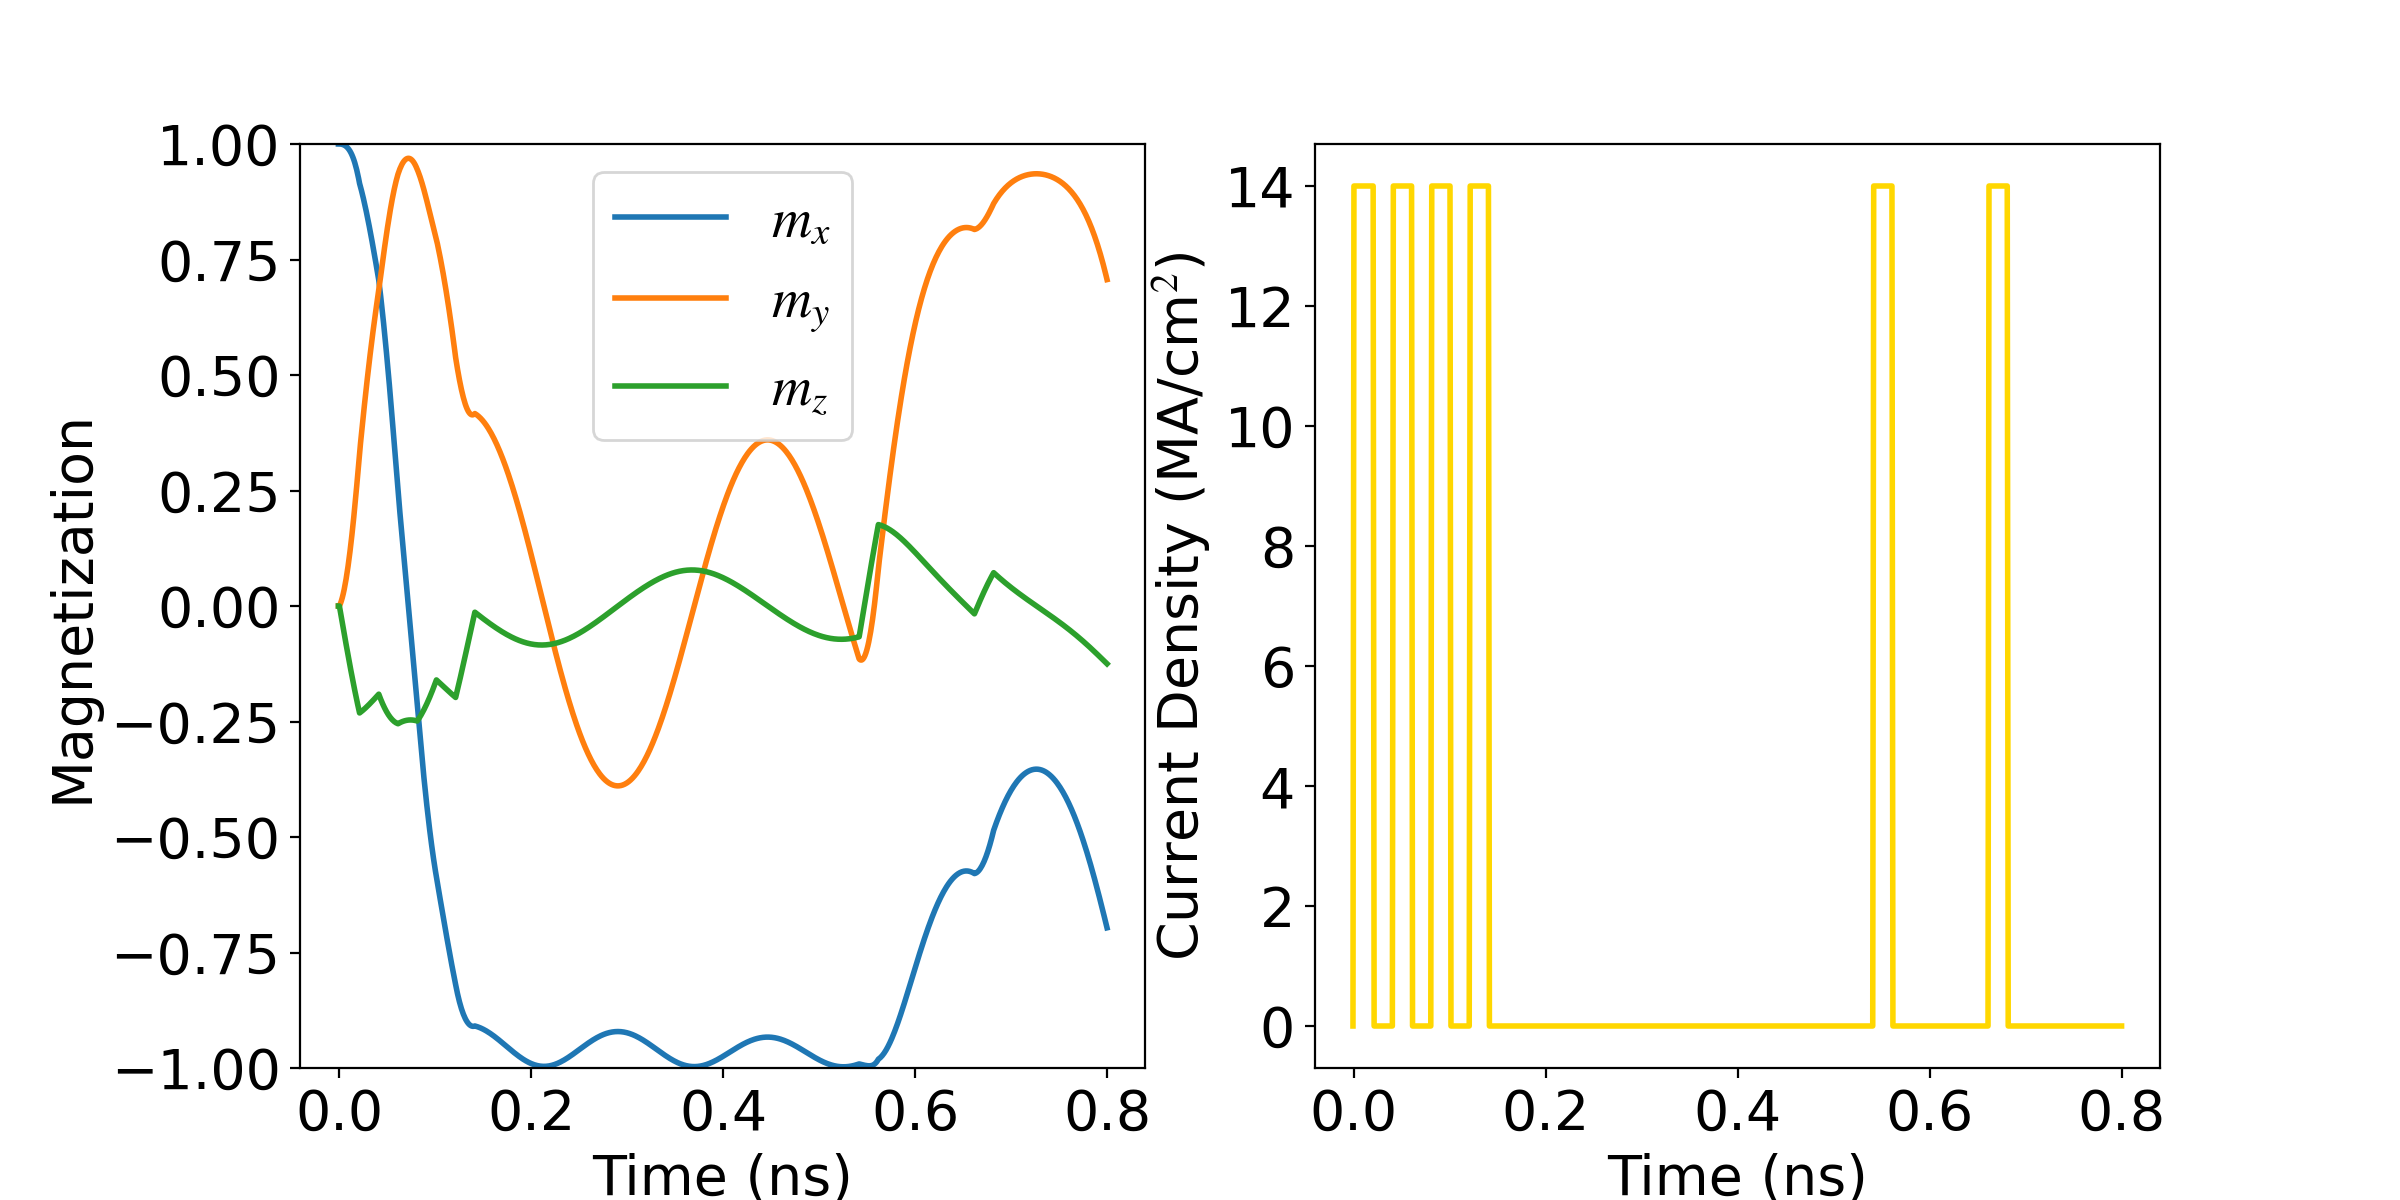 1.00
0.75
0.50
0.25
0.00
−0.25
−0.50
−0.75
−1.00
Magnetization
0.0 0.2 0.4 0.6 0.8
Time (ns)
m_x
m_y
m_z
14
12
10
8
6
4
2
0
Current Density (MA/cm²)
0.0 0.2 0.4 0.6 0.8
Time (ns)